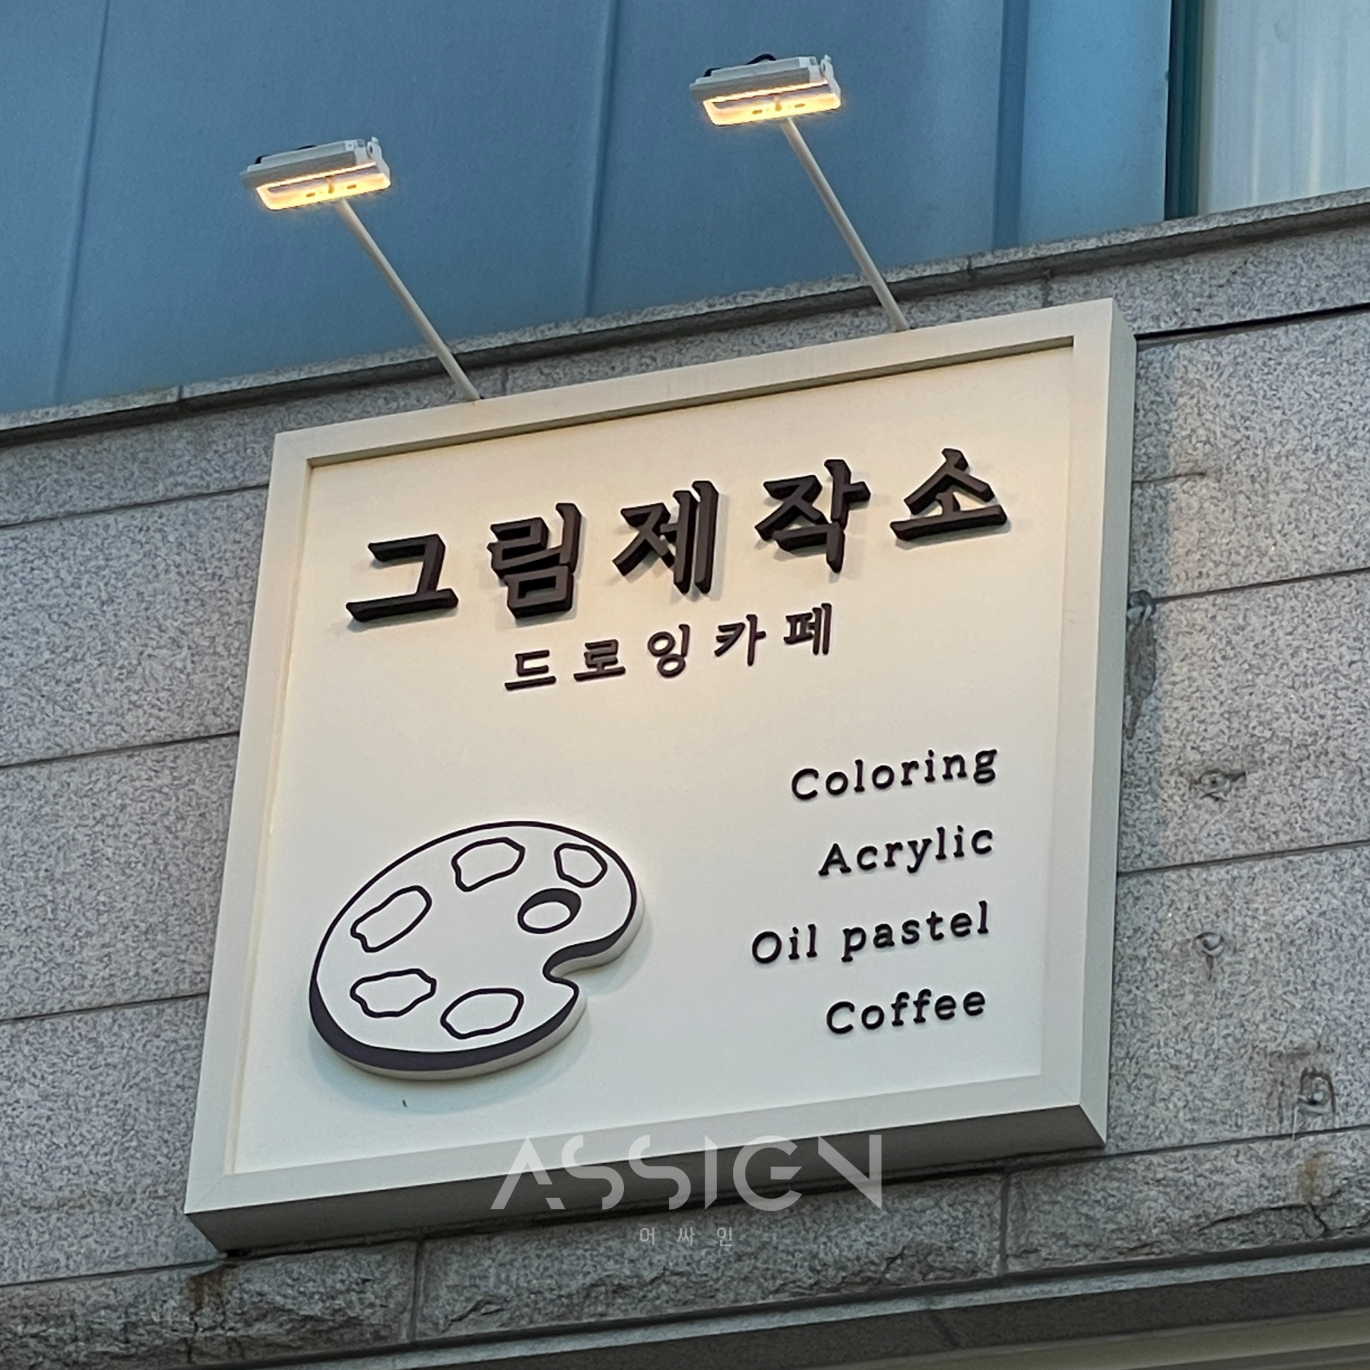 그림제작소
드로잉카페
Coloring
Acrylic
Oil pastel
Coffee
ASSIGN
어싸인